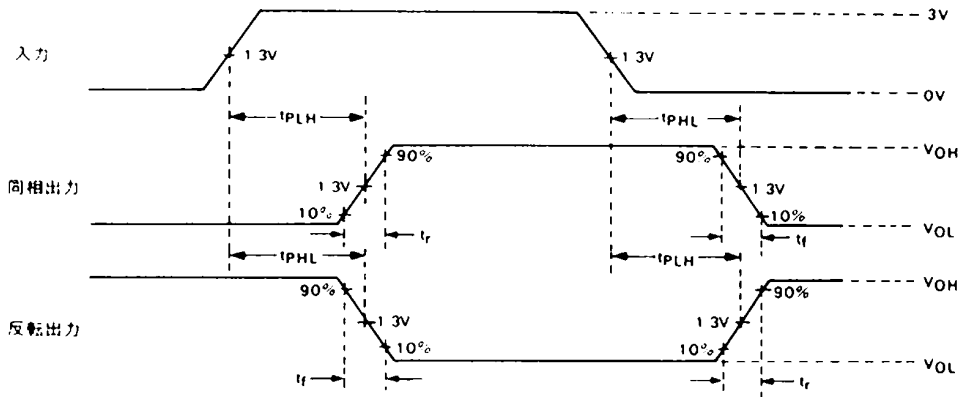 3V
入力
1 3V
1 3V
0V
tPLH
tPHL
VOH
90%
90%
同相出力
1 3V
1 3V
10%
10%
tr
tf
VOL
tPHL
tPLH
VOH
90%
90%
反転出力
1 3V
1 3V
10%
10%
VOL
tf
tr